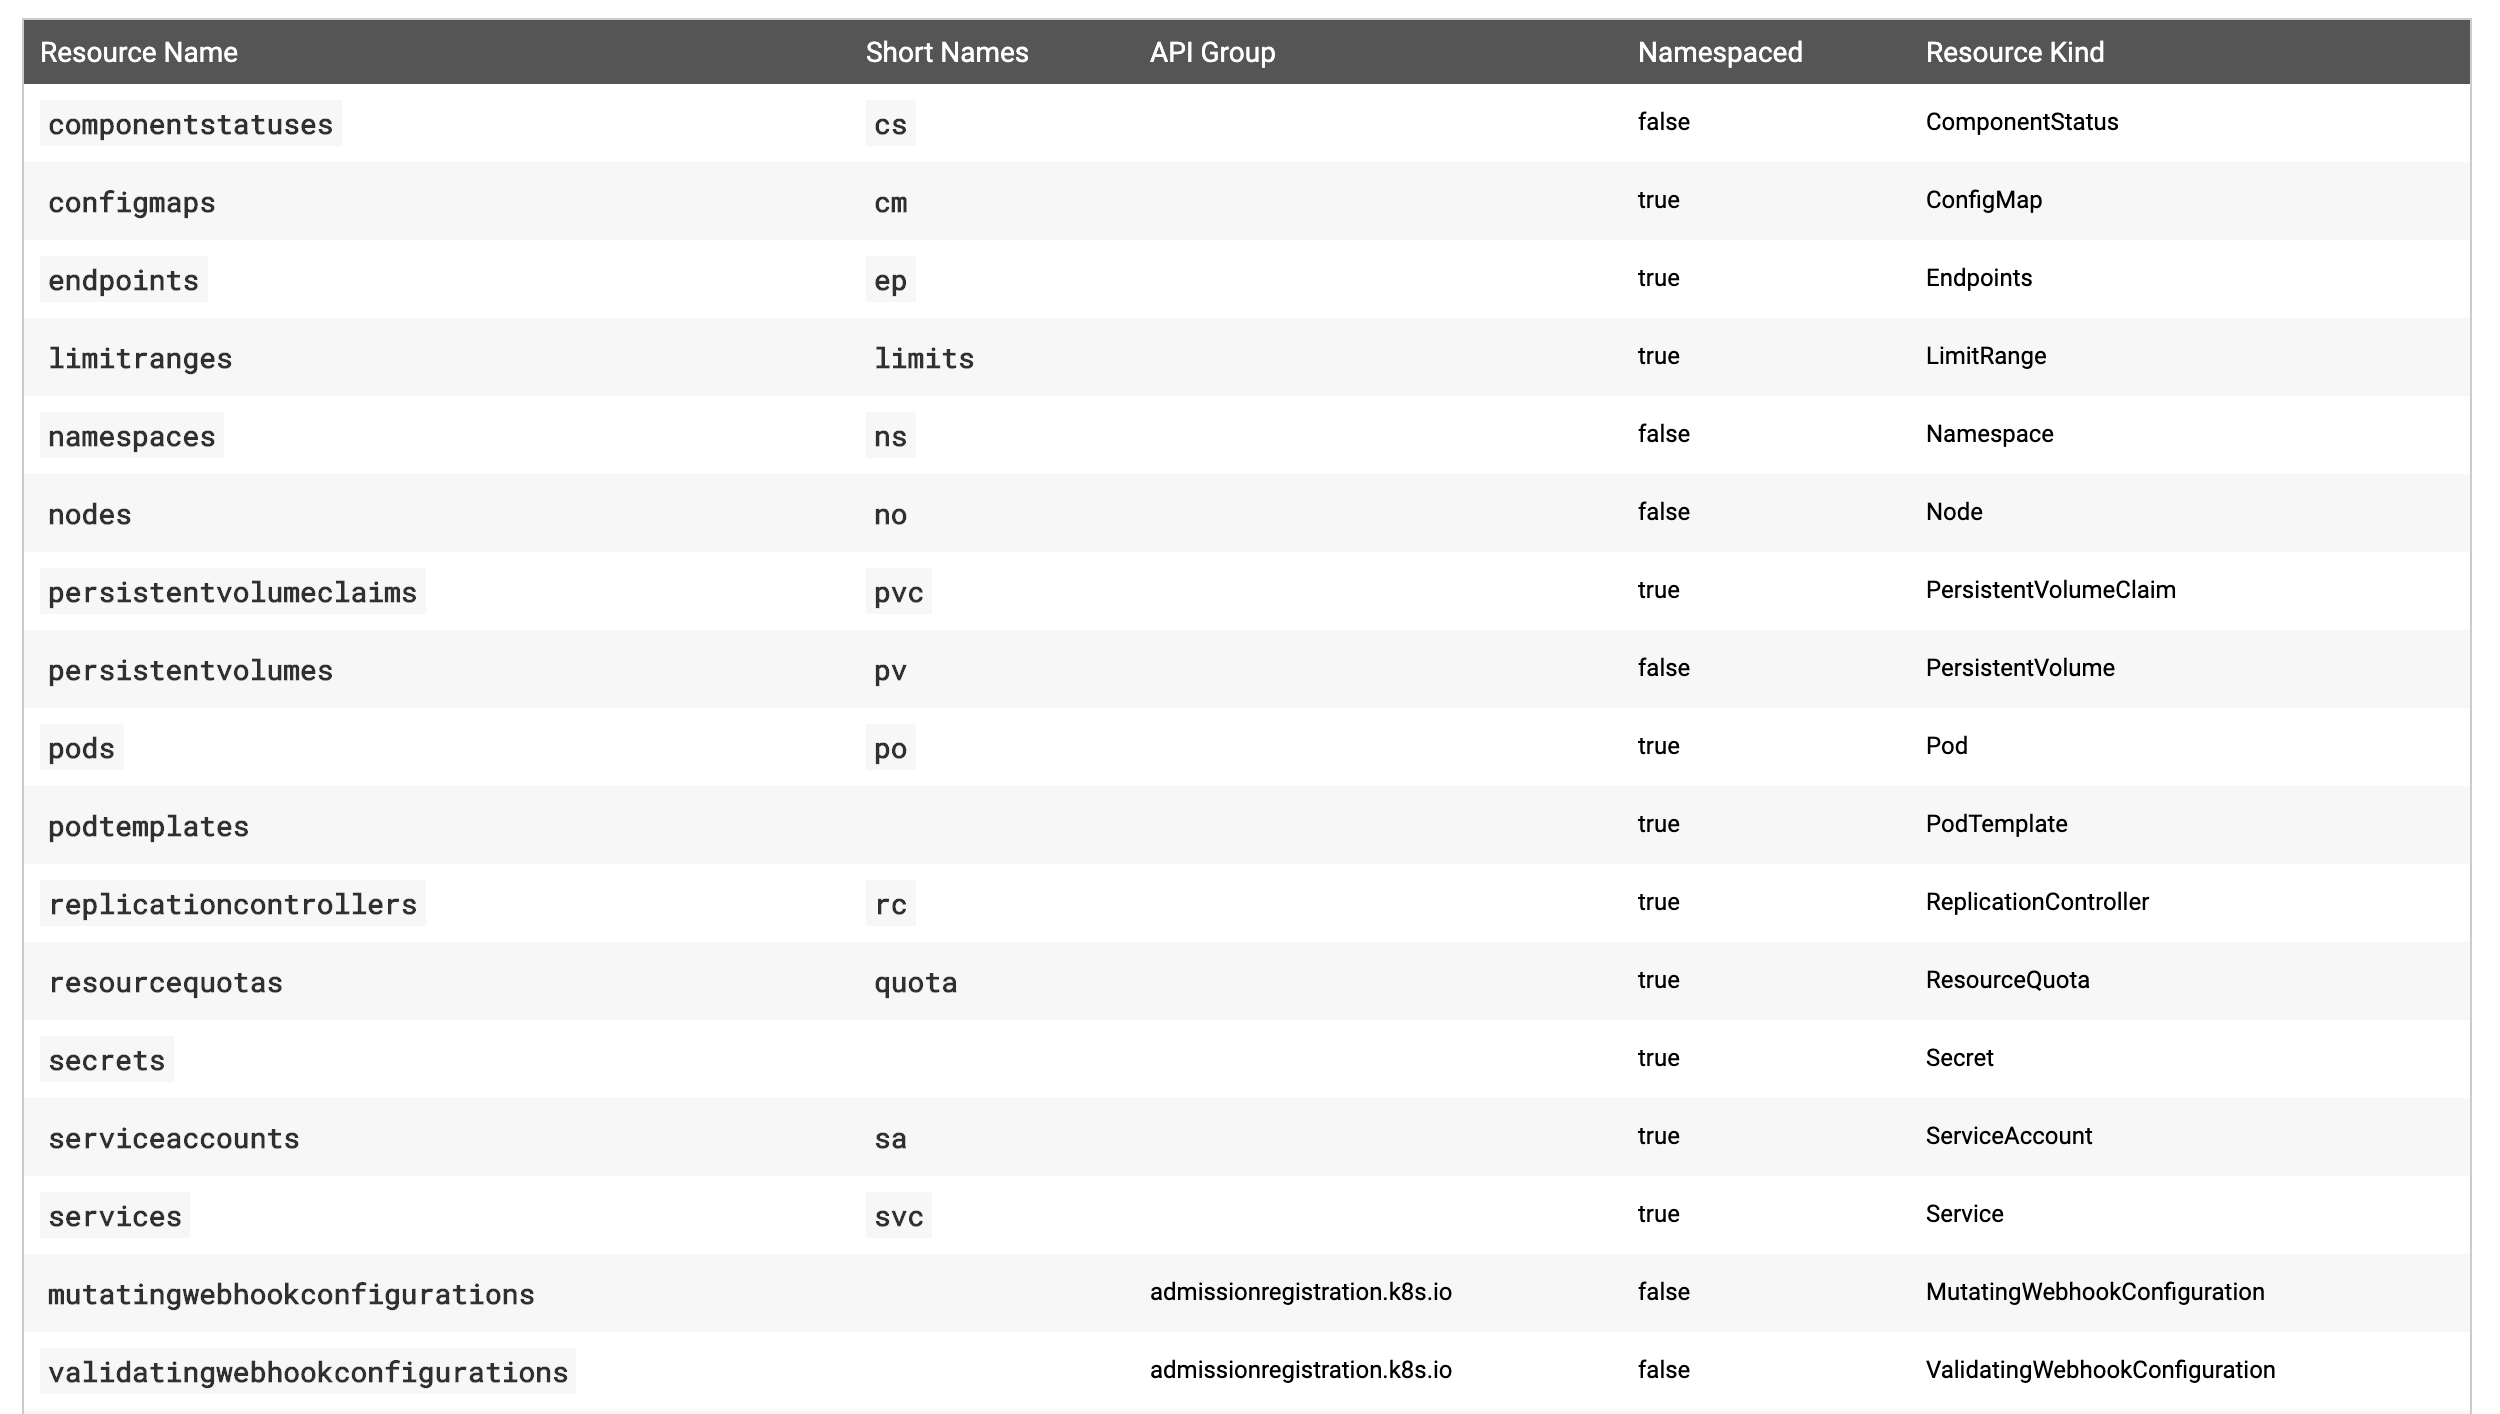 Resource Name Short Names API Group Namespaced Resource Kind
componentstatuses cs false ComponentStatus
configmaps cm true ConfigMap
endpoints ep true Endpoints
limitranges limits true LimitRange
namespaces ns false Namespace
nodes no false Node
persistentvolumeclaims pvc true PersistentVolumeClaim
persistentvolumes pv false PersistentVolume
pods po true Pod
podtemplates true PodTemplate
replicationcontrollers rc true ReplicationController
resourcequotas quota true ResourceQuota
secrets true Secret
serviceaccounts sa true ServiceAccount
services svc true Service
mutatingwebhookconfigurations admissionregistration.k8s.io false MutatingWebhookConfiguration
validatingwebhookconfigurations admissionregistration.k8s.io false ValidatingWebhookConfiguration